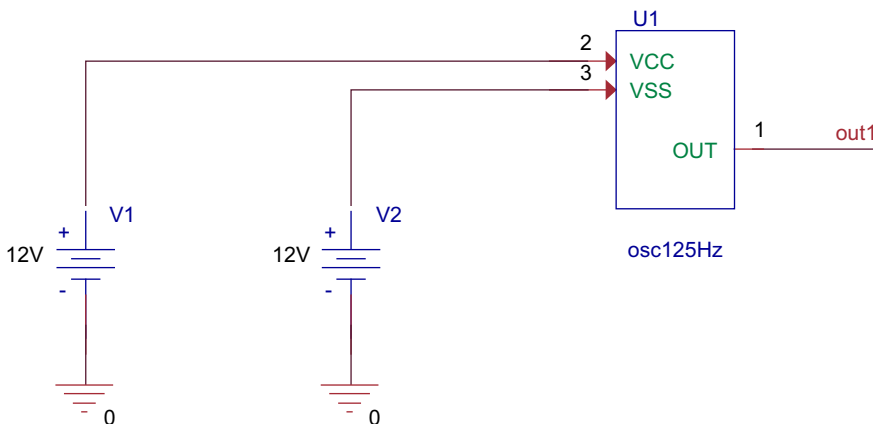 U1
2
VCC
3
VSS
OUT
1
out1
osc125Hz
V1
+
12V
-
0
V2
+
12V
-
0